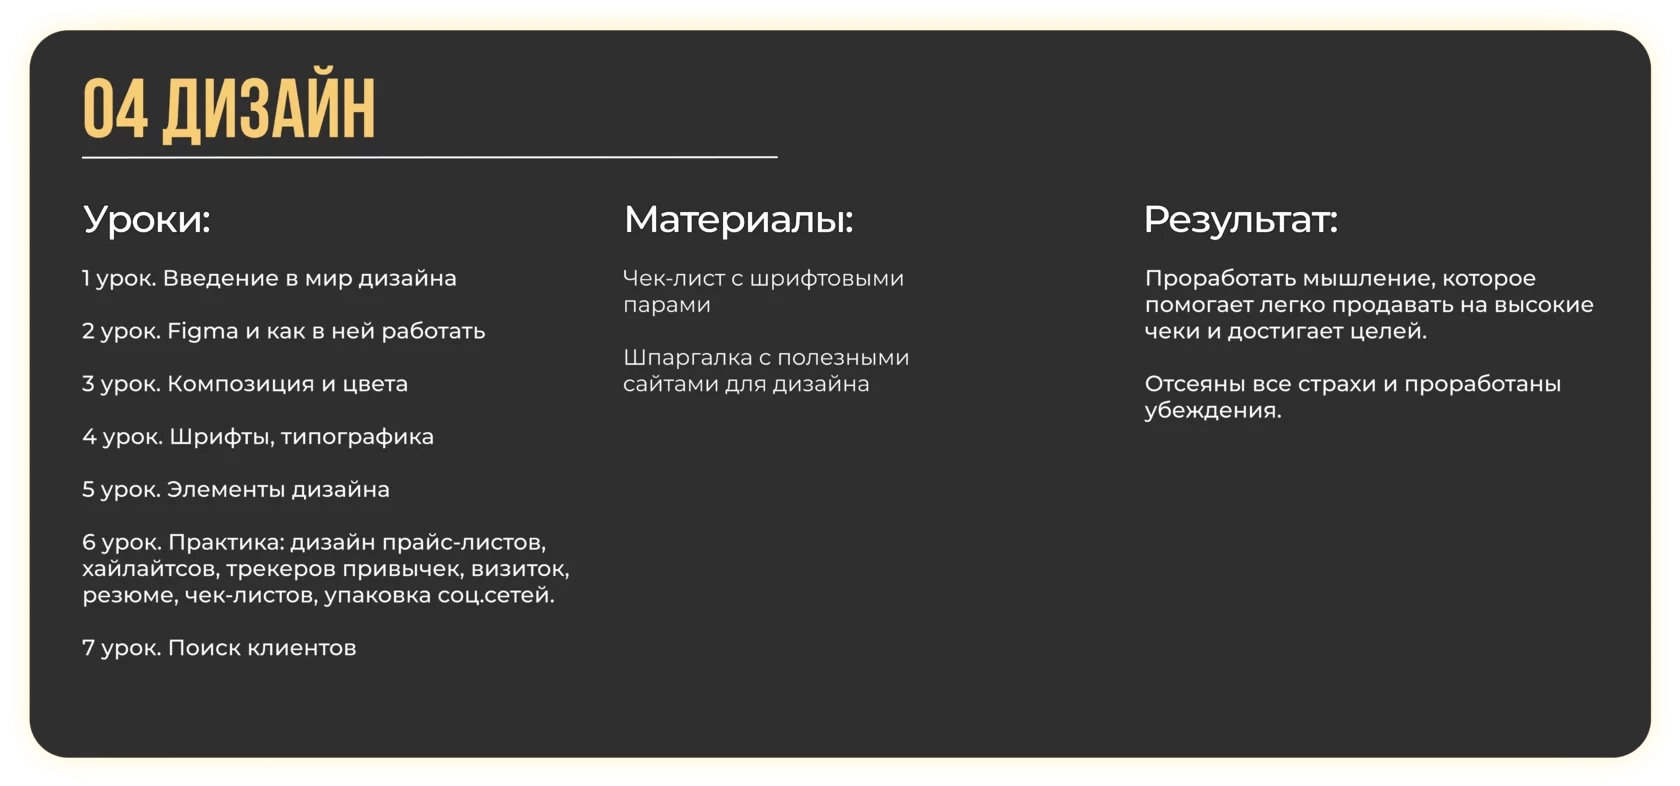 04 ДИЗАЙН
Уроки:
1 урок. Введение в мир дизайна
2 урок. Figma и как в ней работать
3 урок. Композиция и цвета
4 урок. Шрифты, типографика
5 урок. Элементы дизайна
6 урок. Практика: дизайн прайс-листов,
хайлайтсов, трекеров привычек, визиток,
резюме, чек-листов, упаковка соц.сетей.
7 урок. Поиск клиентов
Материалы:
Чек-лист с шрифтовыми
парами
Шпаргалка с полезными
сайтами для дизайна
Результат:
Проработать мышление, которое
помогает легко продавать на высокие
чеки и достигает целей.
Отсеяны все страхи и проработаны
убеждения.